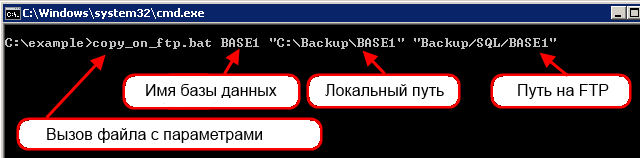 C:\Windows\system32\cmd.exe
C:\example>copy_on_ftp.bat BASE1 "C:\Backup\BASE1" "Backup/SQL/BASE1"
Имя базы данных
Локальный путь
Путь на FTP
Вызов файла с параметрами